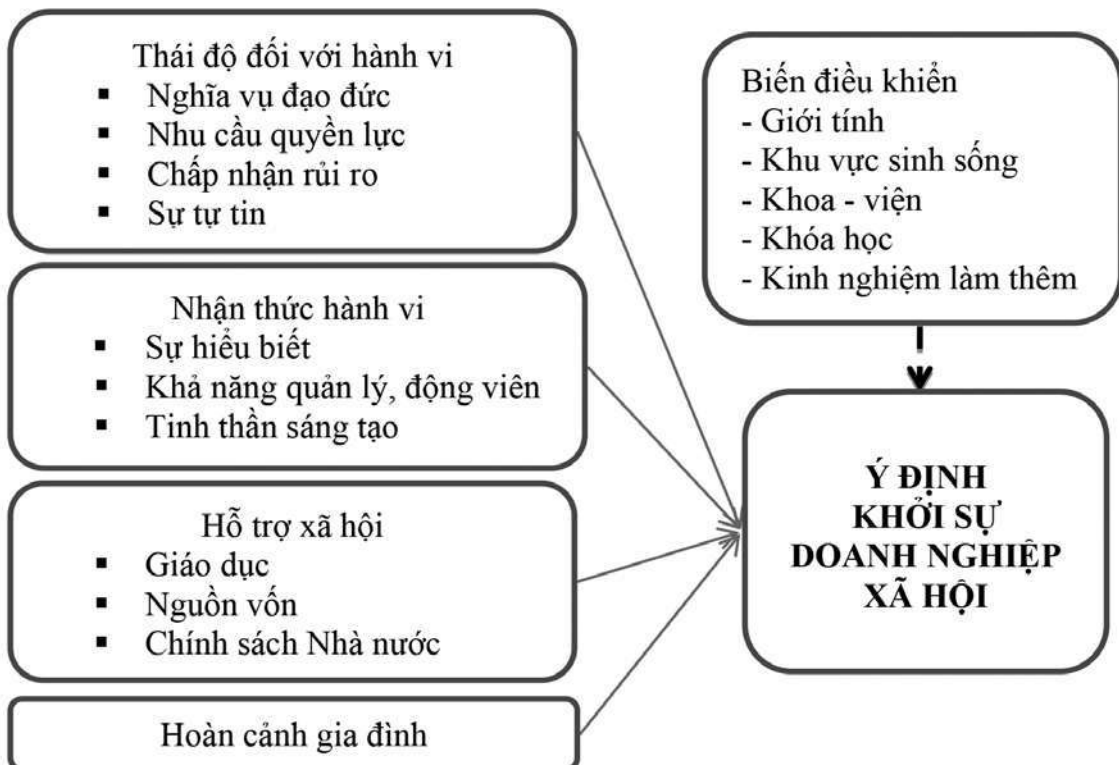 Thái độ đối với hành vi
▪ Nghĩa vụ đạo đức
▪ Nhu cầu quyền lực
▪ Chấp nhận rủi ro
▪ Sự tự tin
Nhận thức hành vi
▪ Sự hiểu biết
▪ Khả năng quản lý, động viên
▪ Tinh thần sáng tạo
Hỗ trợ xã hội
▪ Giáo dục
▪ Nguồn vốn
▪ Chính sách Nhà nước
Hoàn cảnh gia đình
Biến điều khiển
- Giới tính
- Khu vực sinh sống
- Khoa - viện
- Khóa học
- Kinh nghiệm làm thêm
Ý ĐỊNH
KHỞI SỰ
DOANH NGHIỆP
XÃ HỘI